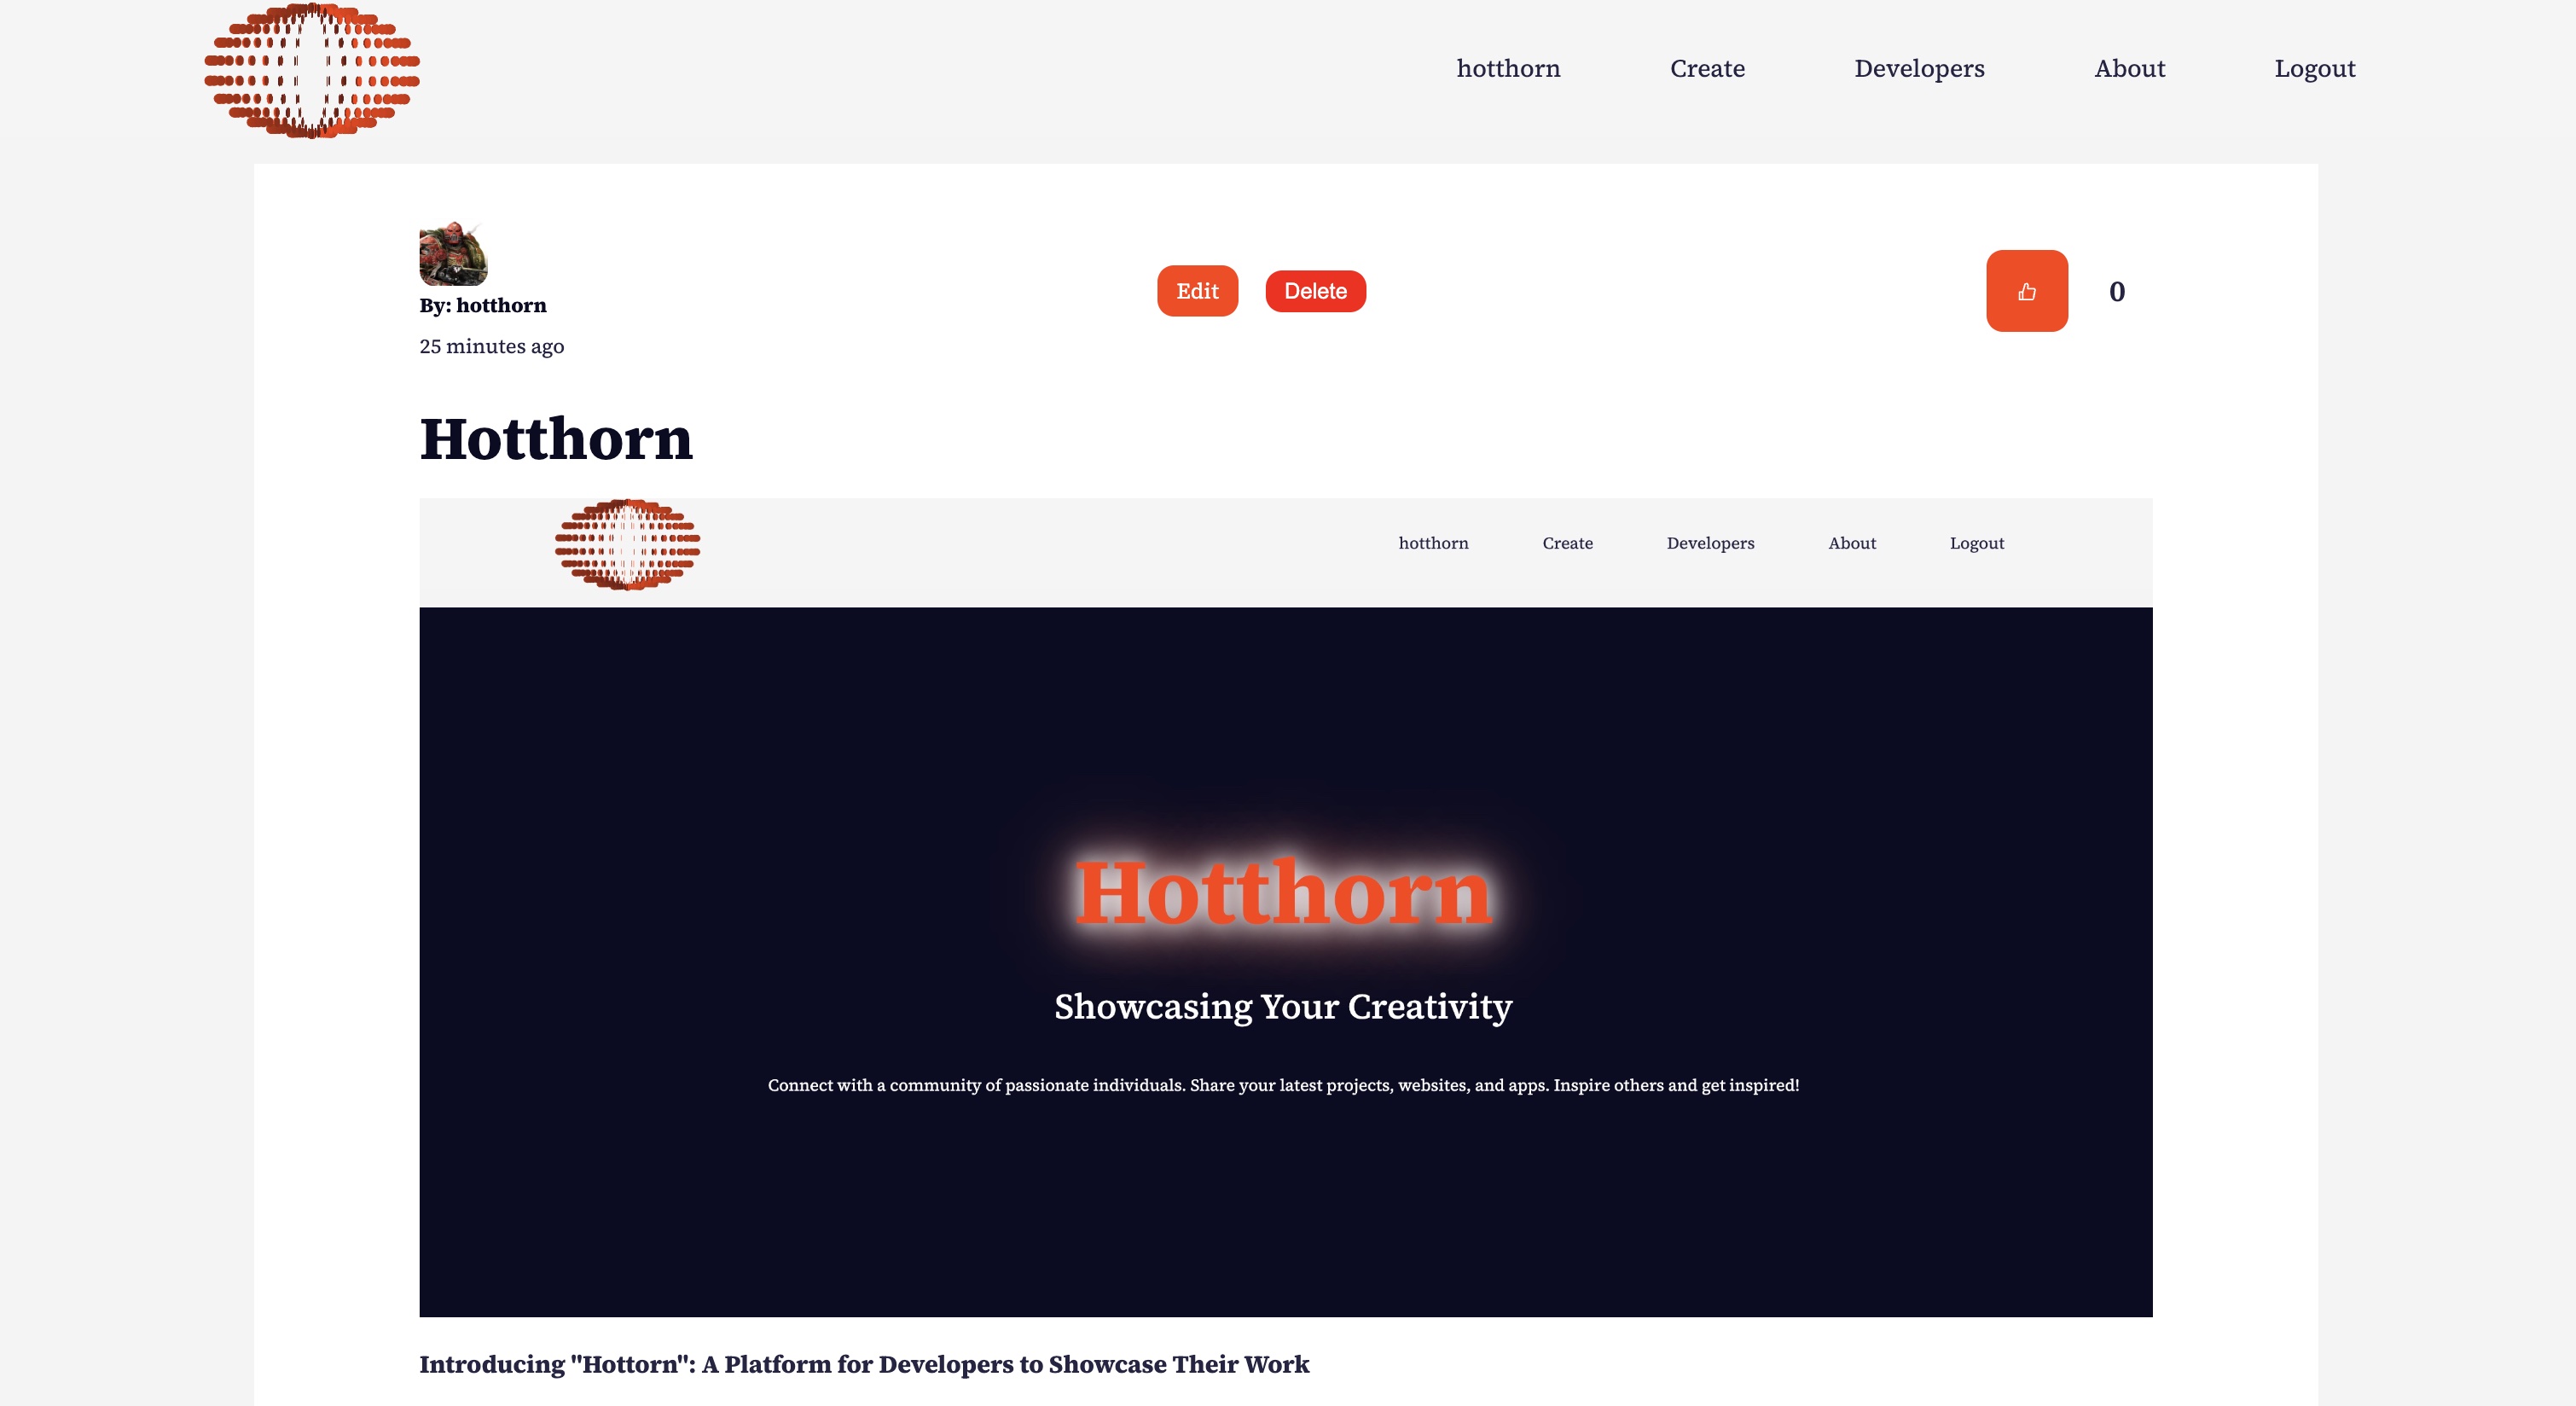 hotthorn Create Developers About Logout
Edit Delete 0
By: hotthorn
25 minutes ago
Hotthorn
hotthorn Create Developers About Logout
Hotthorn
Showcasing Your Creativity
Connect with a community of passionate individuals. Share your latest projects, websites, and apps. Inspire others and get inspired!
Introducing "Hottorn": A Platform for Developers to Showcase Their Work